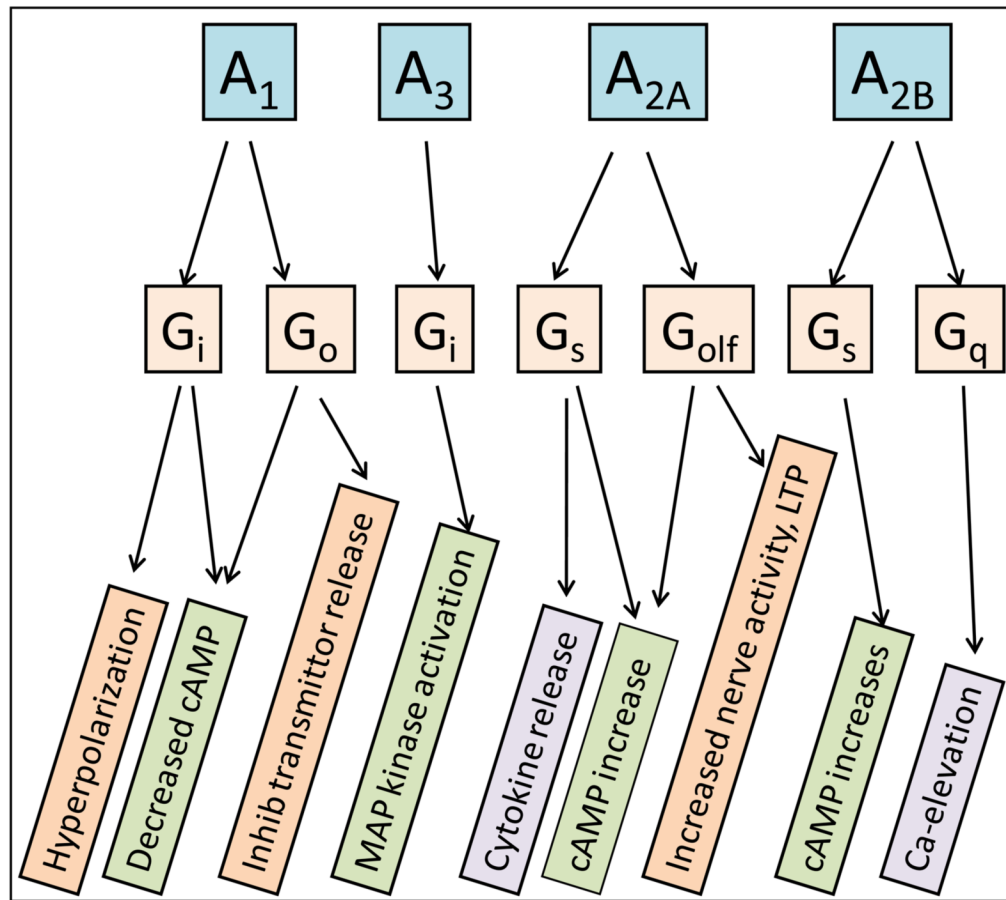 A₁
A₃
A₂A
A₂B
Gᵢ
Gₒ
Gᵢ
Gₛ
Golf
Gₛ
Gq
Hyperpolarization
Decreased cAMP
Inhib transmittor release
MAP kinase activation
Cytokine release
cAMP increase
Increased nerve activity, LTP
cAMP increases
Ca-elevation